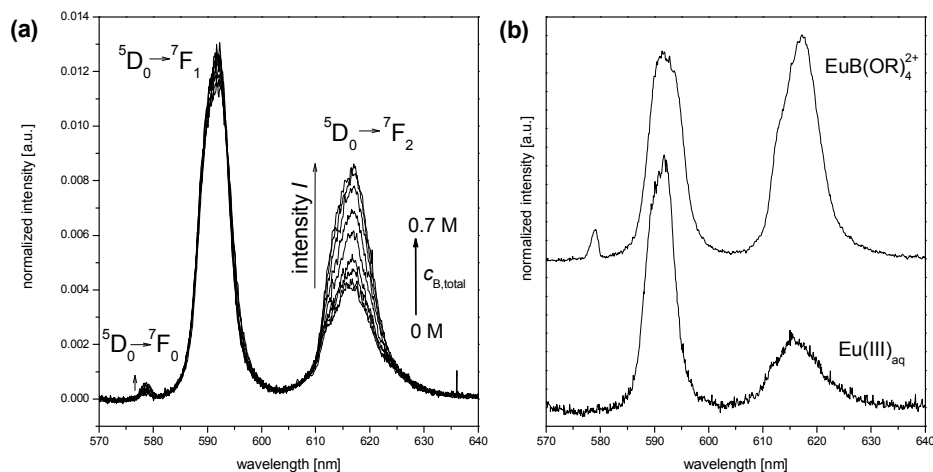 (a)
0.014
0.012
0.010
0.008
0.006
0.004
0.002
0.000
normalized intensity [a.u.]
⁵D₀→⁷F₁
⁵D₀→⁷F₂
intensity I
0.7 M
c_B,total
0 M
⁵D₀→⁷F₀
570 580 590 600 610 620 630 640
wavelength [nm]
(b)
normalized intensity [a.u.]
EuB(OR)₄²⁺
Eu(III)aq
570 580 590 600 610 620 630 640
wavelength [nm]